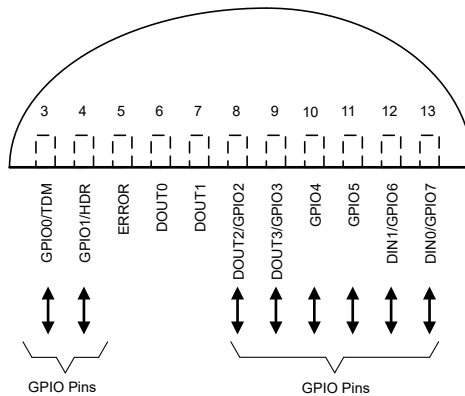 3 4 5 6 7 8 9 10 11 12 13
GPIO0/TDM
GPIO1/HDR
ERROR
DOUT0
DOUT1
DOUT2/GPIO2
DOUT3/GPIO3
GPIO4
GPIO5
DIN1/GPIO6
DIN0/GPIO7
GPIO Pins
GPIO Pins